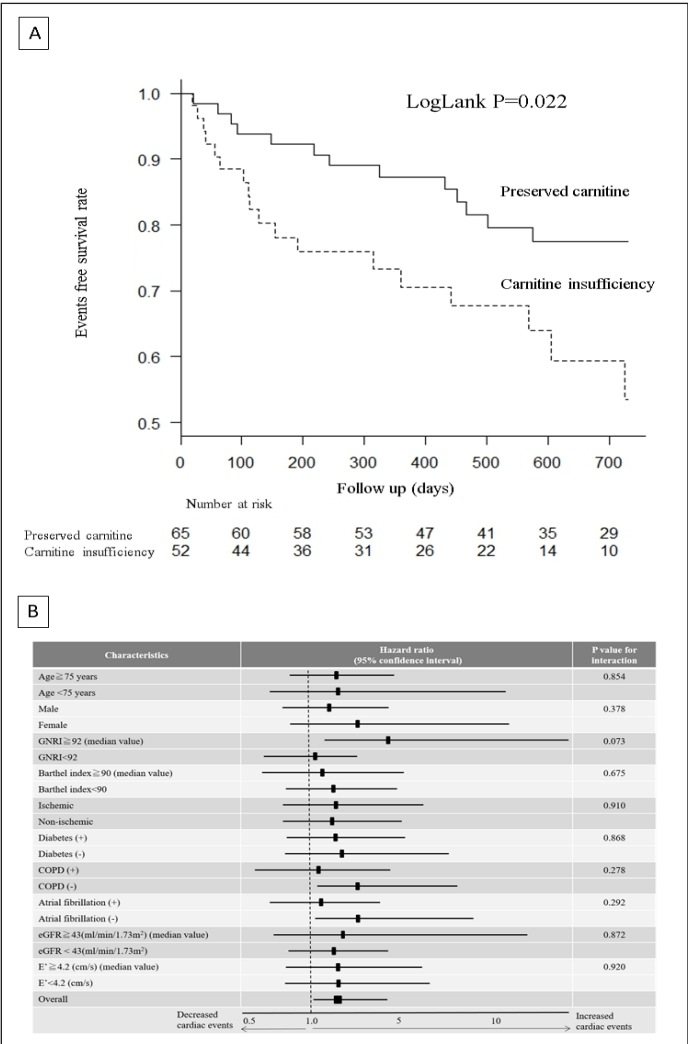 A
LogLank P=0.022
1.0
0.9
0.8
0.7
0.6
0.5
Events free survival rate
Preserved carnitine
Carnitine insufficiency
0 100 200 300 400 500 600 700
Follow up (days)
Number at risk
Preserved carnitine 65 60 58 53 47 41 35 29
Carnitine insufficiency 52 44 36 31 26 22 14 10
B
Characteristics Hazard ratio (95% confidence interval) P value for interaction
Age≧75 years 0.854
Age <75 years
Male 0.378
Female
GNRI≧92 (median value) 0.073
GNRI<92
Barthel index≧90 (median value) 0.675
Barthel index<90
Ischemic 0.910
Non-ischemic
Diabetes (+) 0.868
Diabetes (-)
COPD (+) 0.278
COPD (-)
Atrial fibrillation (+) 0.292
Atrial fibrillation (-)
eGFR≧43(ml/min/1.73m²) (median value) 0.872
eGFR < 43(ml/min/1.73m²)
E'≧4.2 (cm/s) (median value) 0.920
E'<4.2 (cm/s)
Overall
Decreased cardiac events 0.5 1.0 5 10 Increased cardiac events